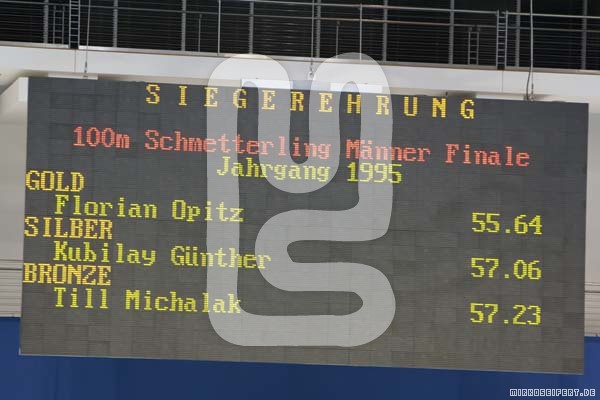 SIEGEREHRUNG
100m Schmetterling Männer Finale
Jahrgang 1995
GOLD
Florian Opitz 55.64
SILBER
Kubilay Günther 57.06
BRONZE
Till Michalak 57.23
MIRKOSEIFERT.DE